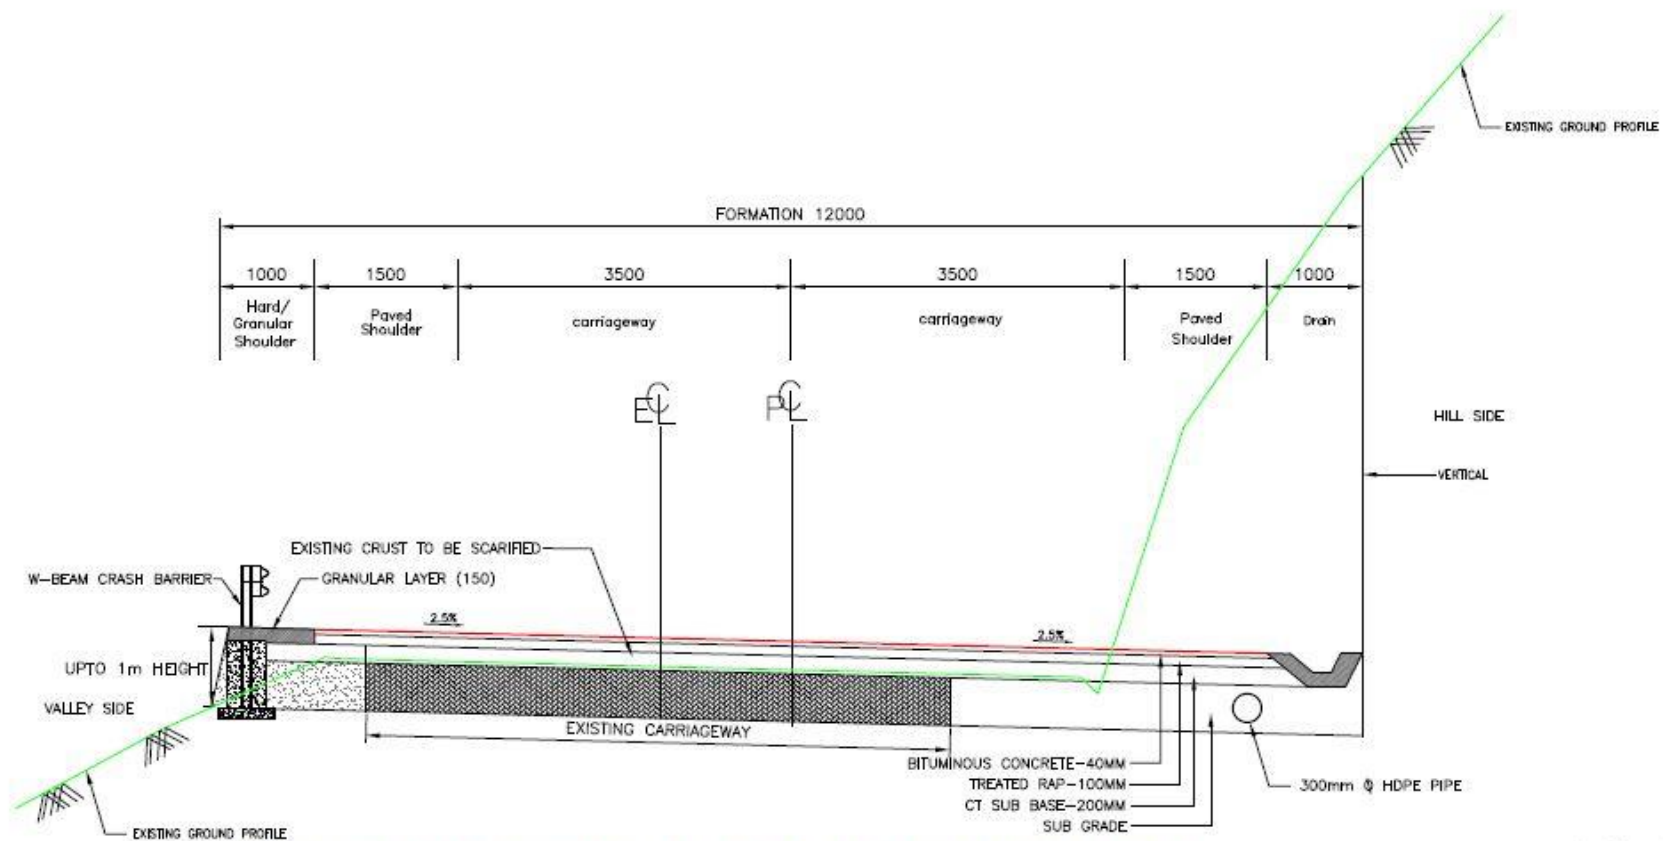 EXISTING GROUND PROFILE
FORMATION 12000
1000
1500
3500
3500
1500
1000
Hard/
Granular
Shoulder
Paved
Shoulder
carriageway
carriageway
Paved
Shoulder
Drain
E CL
P CL
HILL SIDE
VERTICAL
EXISTING CRUST TO BE SCARIFIED
W-BEAM CRASH BARRIER
GRANULAR LAYER (150)
2.5%
2.5%
UPTO 1m HEIGHT
VALLEY SIDE
EXISTING CARRIAGEWAY
BITUMINOUS CONCRETE-40MM
TREATED RAP-100MM
CT SUB BASE-200MM
SUB GRADE
300mm Φ HDPE PIPE
EXISTING GROUND PROFILE